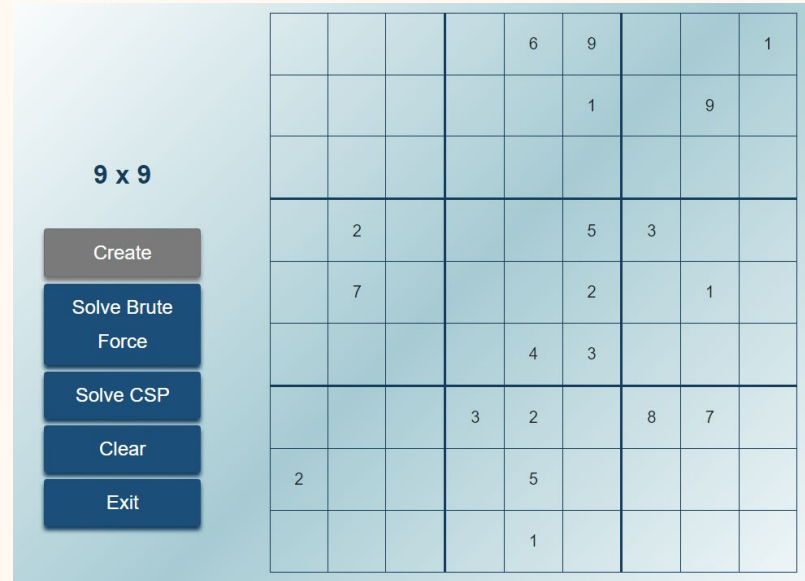 9 x 9
Create
Solve Brute
Force
Solve CSP
Clear
Exit
6 9 1
1 9
2 5 3
7 2 1
4 3
3 2 8 7
2 5
1